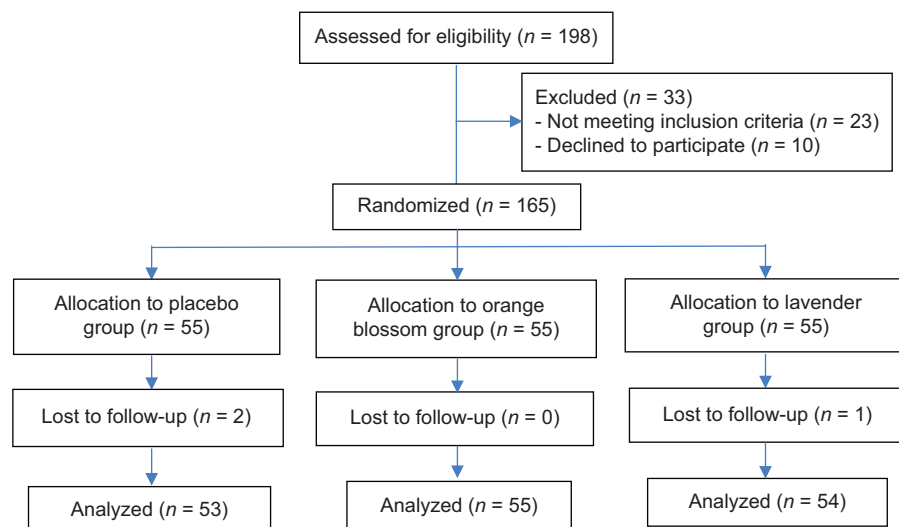 Assessed for eligibility (n = 198)
Excluded (n = 33)
- Not meeting inclusion criteria (n = 23)
- Declined to participate (n = 10)
Randomized (n = 165)
Allocation to placebo
group (n = 55)
Allocation to orange
blossom group (n = 55)
Allocation to lavender
group (n = 55)
Lost to follow-up (n = 2)
Lost to follow-up (n = 0)
Lost to follow-up (n = 1)
Analyzed (n = 53)
Analyzed (n = 55)
Analyzed (n = 54)